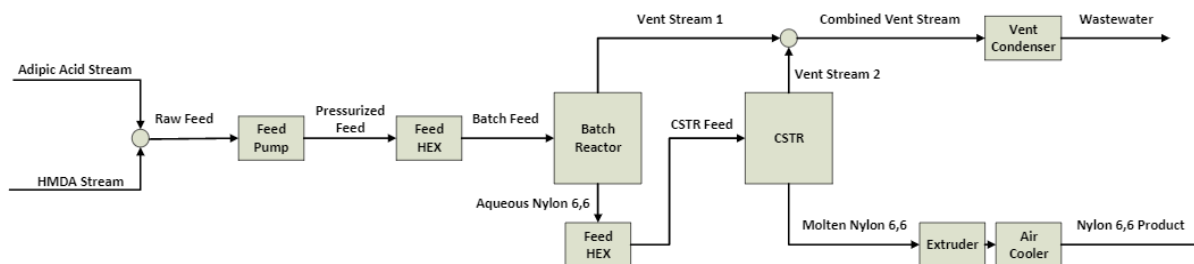 Vent Stream 1
Combined Vent Stream
Vent
Condenser
Wastewater
Adipic Acid Stream
Vent Stream 2
Raw Feed
Pressurized
Feed
Batch Feed
CSTR Feed
Feed
Pump
Feed
HEX
Batch
Reactor
CSTR
HMDA Stream
Aqueous Nylon 6,6
Feed
HEX
Molten Nylon 6,6
Extruder
Air
Cooler
Nylon 6,6 Product